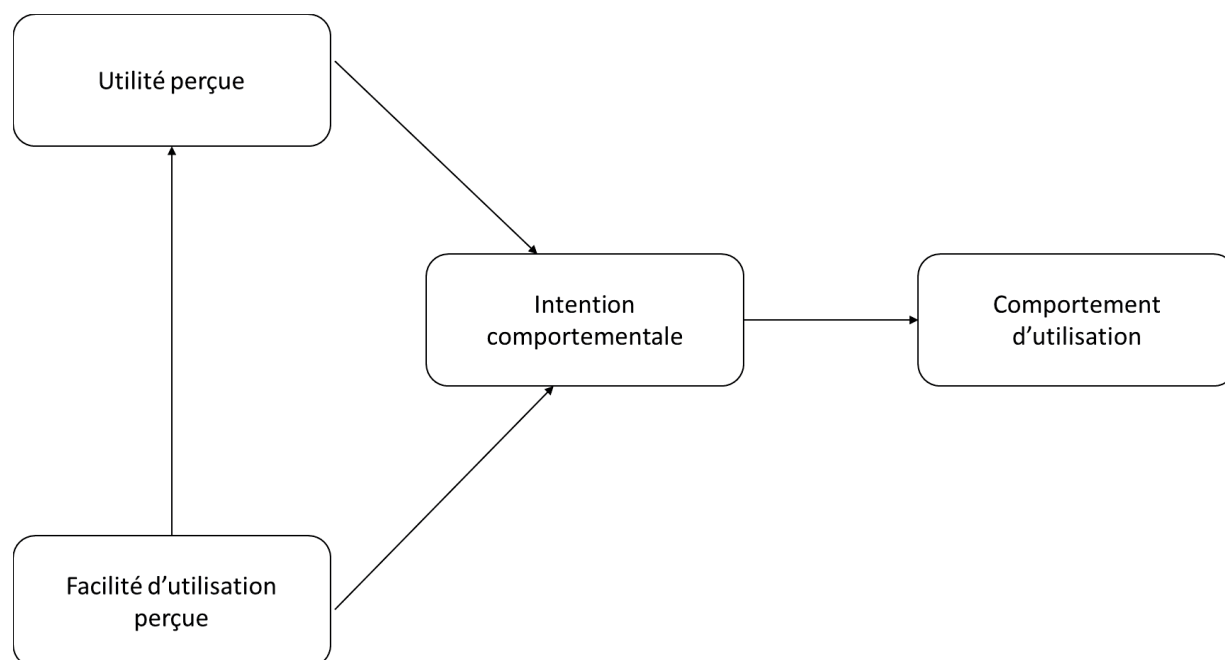 Utilité perçue
Intention
comportementale
Comportement
d’utilisation
Facilité d’utilisation
perçue